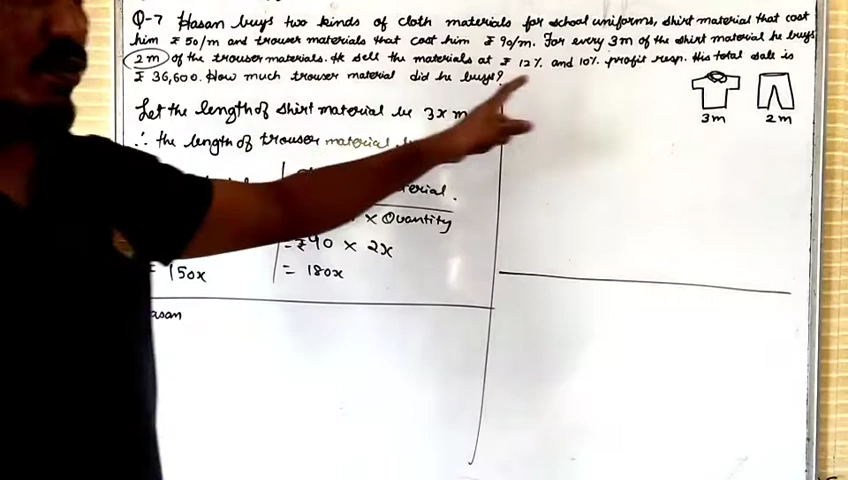 Q-7 Hasan buys two kinds of cloth materials for school uniforms, shirt material that cost
him ₹ 50/m and trouser materials that cost him ₹ 90/m. For every 3m of the shirt material he buys
2m of the trouser materials. He sell the materials at ₹ 12% and 10% profit resp. His total sale is
₹ 36,600. How much trouser material did he buys?
3m 2m
Let the length of shirt material be 3x m
∴ the length of trouser material
terial.
x Quantity
= ₹90 x 2x
= 150x
= 180x
asan